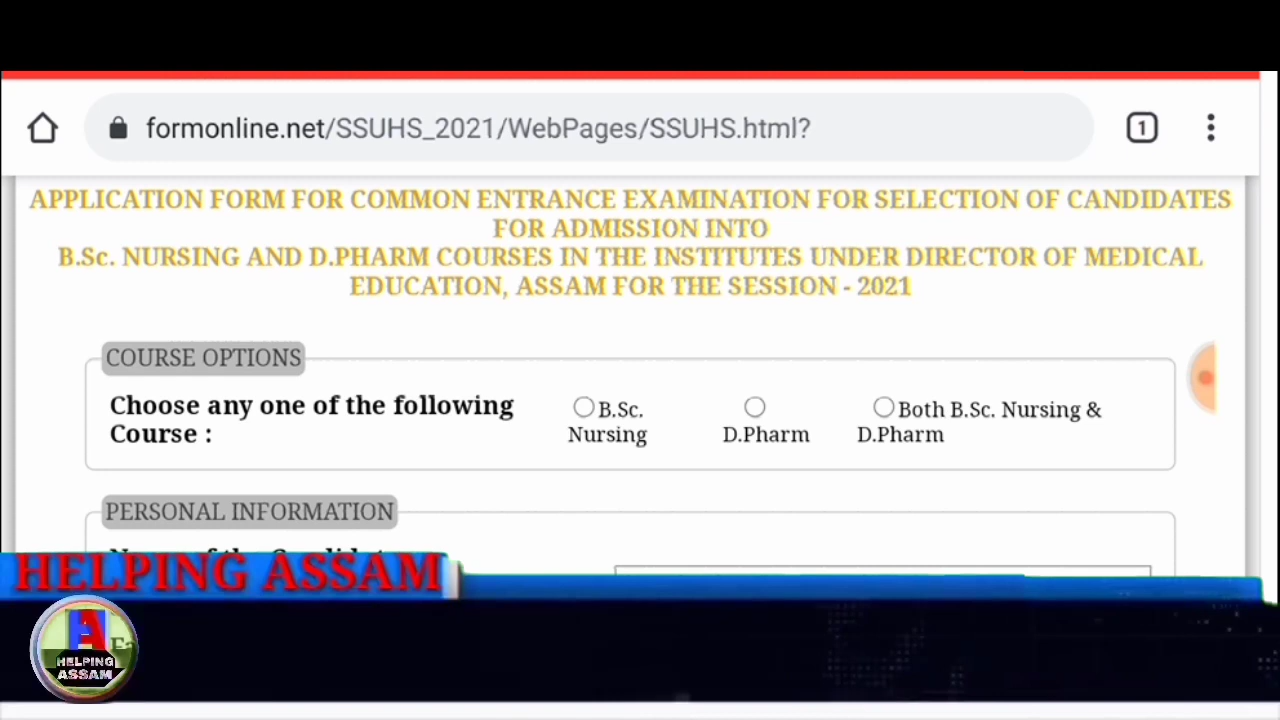 formonline.net/SSUHS_2021/WebPages/SSUHS.html?
1
APPLICATION FORM FOR COMMON ENTRANCE EXAMINATION FOR SELECTION OF CANDIDATES
FOR ADMISSION INTO
B.Sc. NURSING AND D.PHARM COURSES IN THE INSTITUTES UNDER DIRECTOR OF MEDICAL
EDUCATION, ASSAM FOR THE SESSION - 2021
COURSE OPTIONS
Choose any one of the following
Course :
B.Sc.
Nursing
D.Pharm
Both B.Sc. Nursing &
D.Pharm
PERSONAL INFORMATION
HELPING ASSAM
A
HELPING
ASSAM